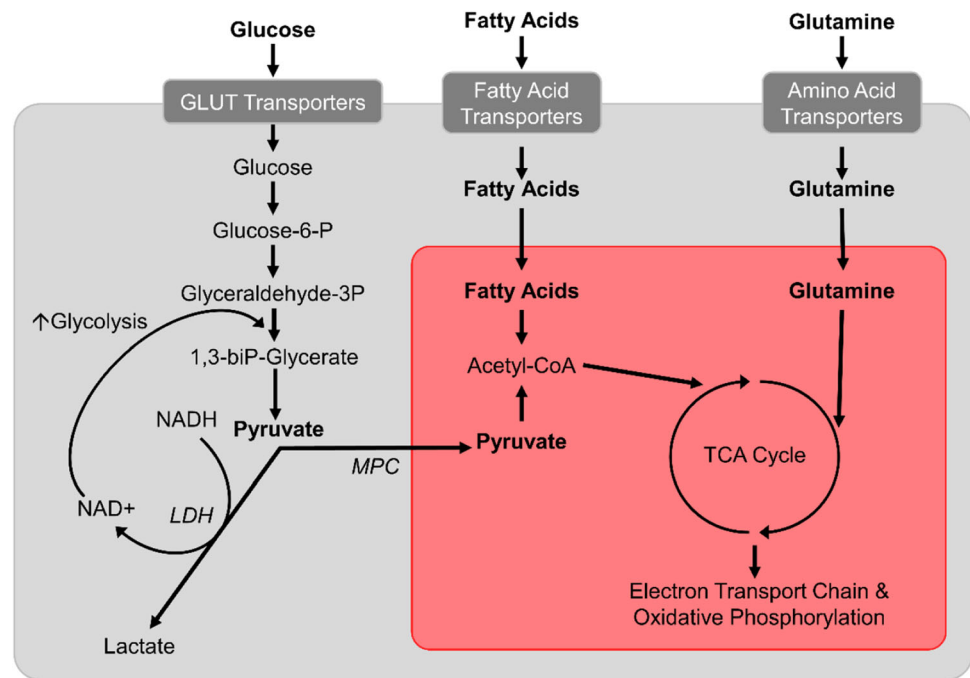 Glucose
Fatty Acids
Glutamine
GLUT Transporters
Fatty Acid
Transporters
Amino Acid
Transporters
Glucose
Fatty Acids
Glutamine
Glucose-6-P
Glyceraldehyde-3P
Fatty Acids
Glutamine
↑Glycolysis
1,3-biP-Glycerate
Acetyl-CoA
NADH
Pyruvate
MPC
Pyruvate
TCA Cycle
NAD+
LDH
Electron Transport Chain &
Oxidative Phosphorylation
Lactate